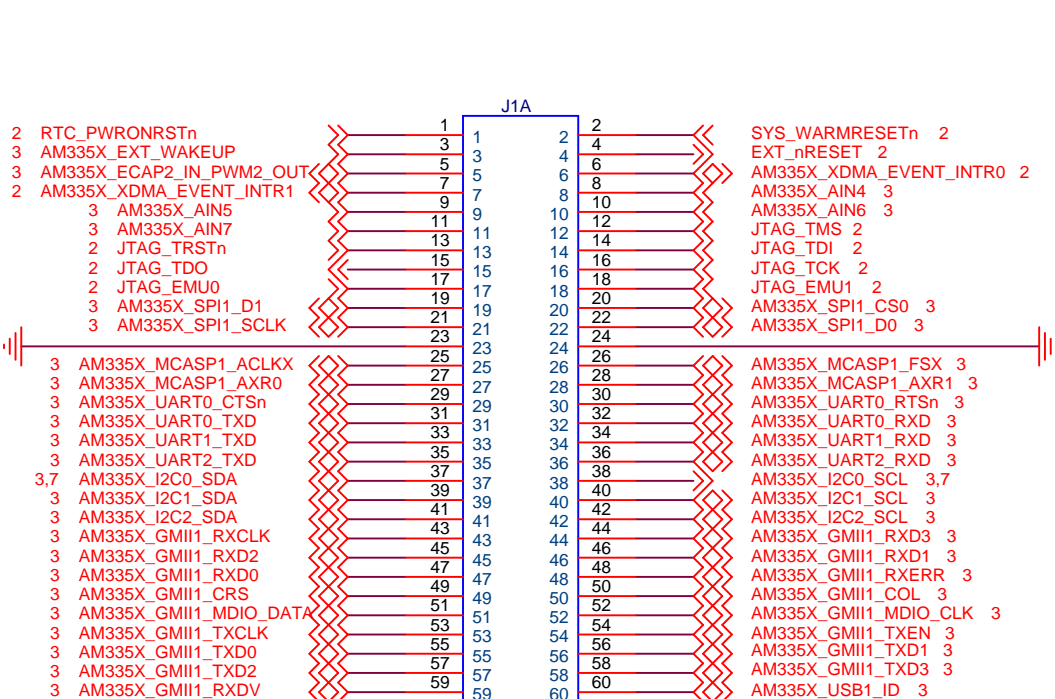 J1A
2 RTC_PWRONRSTn 1 1 2 2 SYS_WARMRESETn 2
3 AM335X_EXT_WAKEUP 3 3 4 4 EXT_nRESET 2
3 AM335X_ECAP2_IN_PWM2_OUT 5 5 6 6 AM335X_XDMA_EVENT_INTR0 2
2 AM335X_XDMA_EVENT_INTR1 7 7 8 8 AM335X_AIN4 3
3 AM335X_AIN5 9 9 10 10 AM335X_AIN6 3
3 AM335X_AIN7 11 11 12 12 JTAG_TMS 2
2 JTAG_TRSTn 13 13 14 14 JTAG_TDI 2
2 JTAG_TDO 15 15 16 16 JTAG_TCK 2
2 JTAG_EMU0 17 17 18 18 JTAG_EMU1 2
3 AM335X_SPI1_D1 19 19 20 20 AM335X_SPI1_CS0 3
3 AM335X_SPI1_SCLK 21 21 22 22 AM335X_SPI1_D0 3
23 23 24 24
3 AM335X_MCASP1_ACLKX 25 25 26 26 AM335X_MCASP1_FSX 3
3 AM335X_MCASP1_AXR0 27 27 28 28 AM335X_MCASP1_AXR1 3
3 AM335X_UART0_CTSn 29 29 30 30 AM335X_UART0_RTSn 3
3 AM335X_UART0_TXD 31 31 32 32 AM335X_UART0_RXD 3
3 AM335X_UART1_TXD 33 33 34 34 AM335X_UART1_RXD 3
3 AM335X_UART2_TXD 35 35 36 36 AM335X_UART2_RXD 3
3,7 AM335X_I2C0_SDA 37 37 38 38 AM335X_I2C0_SCL 3,7
3 AM335X_I2C1_SDA 39 39 40 40 AM335X_I2C1_SCL 3
3 AM335X_I2C2_SDA 41 41 42 42 AM335X_I2C2_SCL 3
3 AM335X_GMII1_RXCLK 43 43 44 44 AM335X_GMII1_RXD3 3
3 AM335X_GMII1_RXD2 45 45 46 46 AM335X_GMII1_RXD1 3
3 AM335X_GMII1_RXD0 47 47 48 48 AM335X_GMII1_RXERR 3
3 AM335X_GMII1_CRS 49 49 50 50 AM335X_GMII1_COL 3
3 AM335X_GMII1_MDIO_DATA 51 51 52 52 AM335X_GMII1_MDIO_CLK 3
3 AM335X_GMII1_TXCLK 53 53 54 54 AM335X_GMII1_TXEN 3
3 AM335X_GMII1_TXD0 55 55 56 56 AM335X_GMII1_TXD1 3
3 AM335X_GMII1_TXD2 57 57 58 58 AM335X_GMII1_TXD3 3
3 AM335X_GMII1_RXDV 59 59 60 60 AM335X_USB1_ID 3